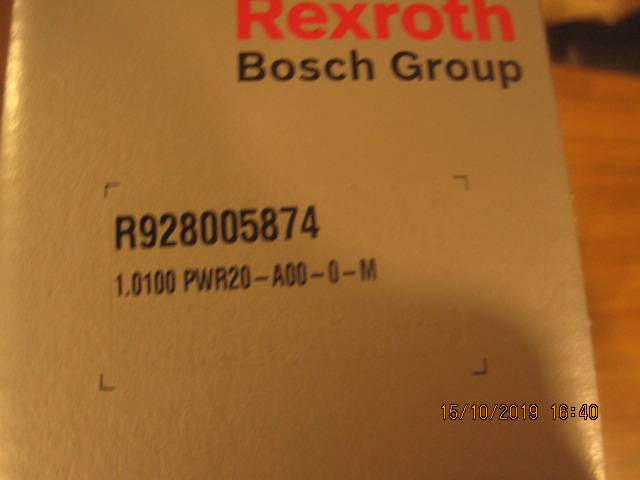 Rexroth
Bosch Group
R928005874
1.0100 PWR20-A00-0-M
15/10/2019 16:40